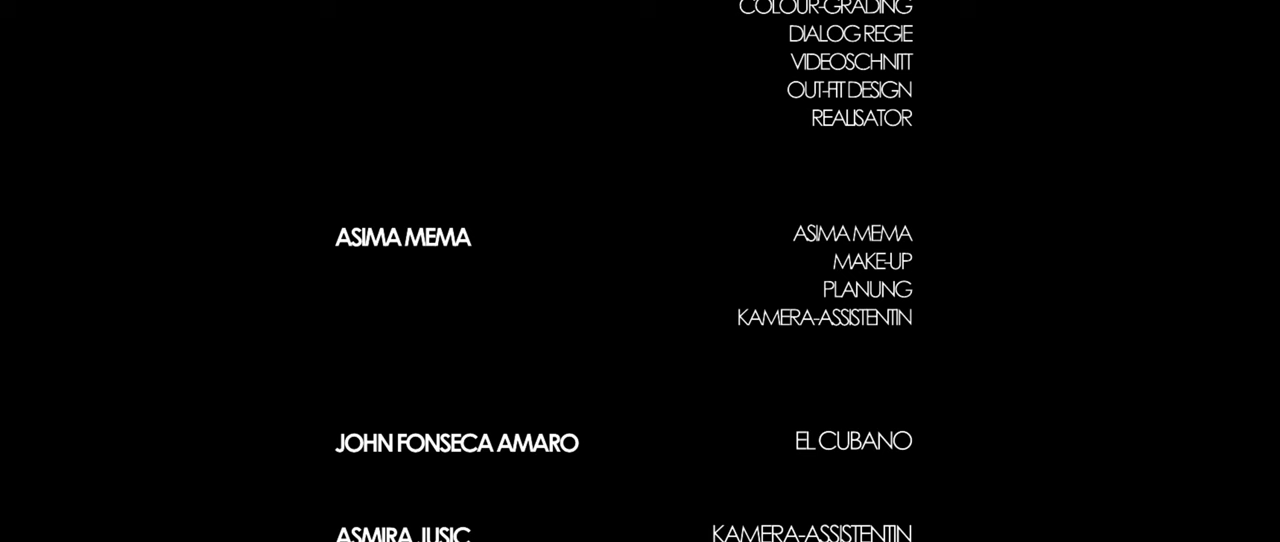 COLOUR-GRADING
DIALOG REGIE
VIDEOSCHNITT
OUT-FIT DESIGN
REALISATOR
ASIMA MEMA ASIMA MEMA
MAKE-UP
PLANUNG
KAMERA-ASSISTENTIN
JOHN FONSECA AMARO EL CUBANO
ASMIRA JUSIC KAMERA-ASSISTENTIN